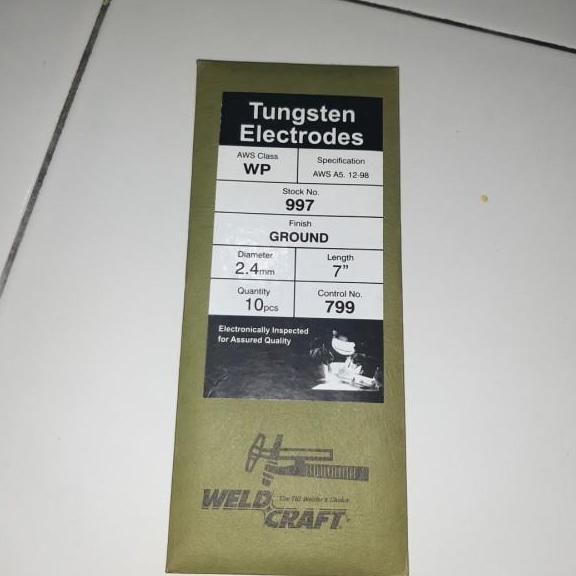 Tungsten
Electrodes
AWS Class
WP
Specification
AWS A5. 12-98
Stock No.
997
Finish
GROUND
Diameter
2.4mm
Length
7"
Quantity
10pcs
Control No.
799
Electronically Inspected
for Assured Quality
WELD
The TIG Welder's Choice
CRAFT